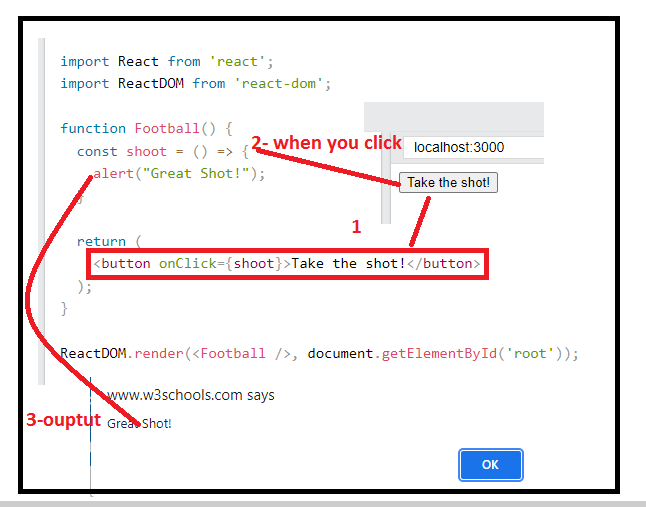 import React from 'react';
import ReactDOM from 'react-dom';
function Football() {
2- when you click
localhost:3000
const shoot = () => {
alert("Great Shot!");
Take the shot!
}
1
return (
<button onClick={shoot}>Take the shot!</button>
);
}
ReactDOM.render(<Football />, document.getElementById('root'));
www.w3schools.com says
3-ouptut
Great Shot!
OK